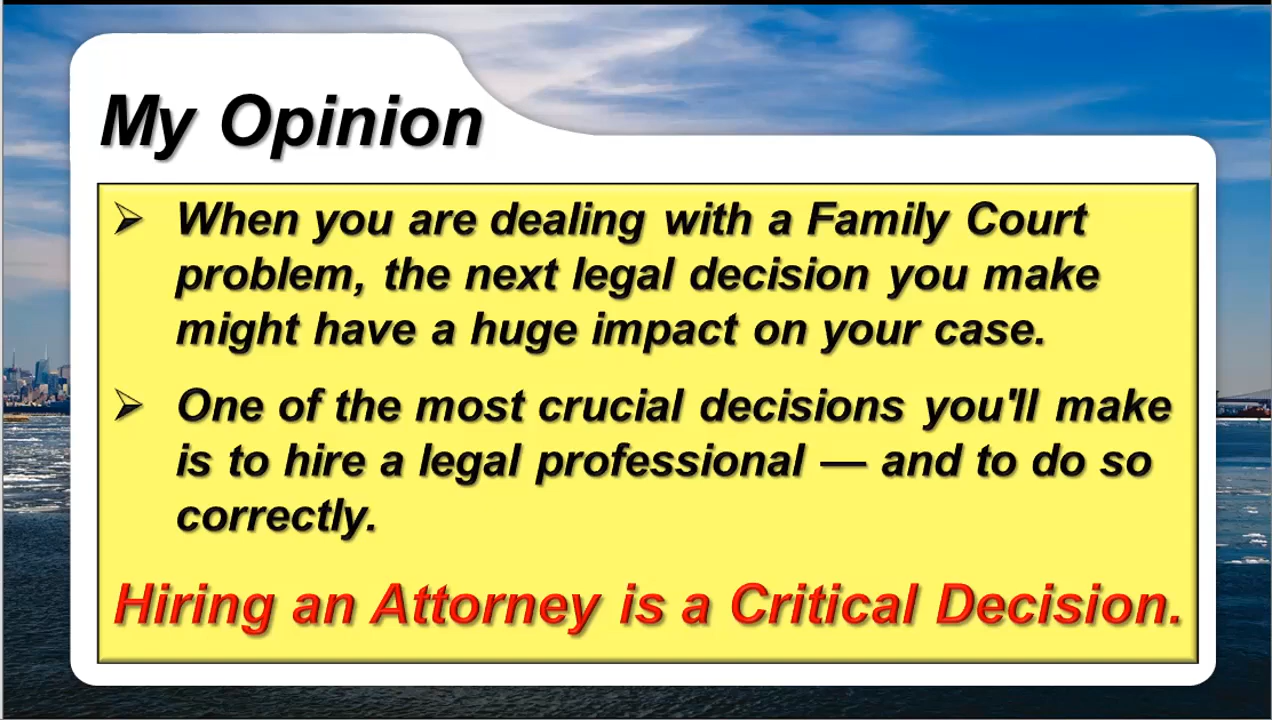 My Opinion
When you are dealing with a Family Court
problem, the next legal decision you make
might have a huge impact on your case.
One of the most crucial decisions you'll make
is to hire a legal professional — and to do so
correctly.
Hiring an Attorney is a Critical Decision.